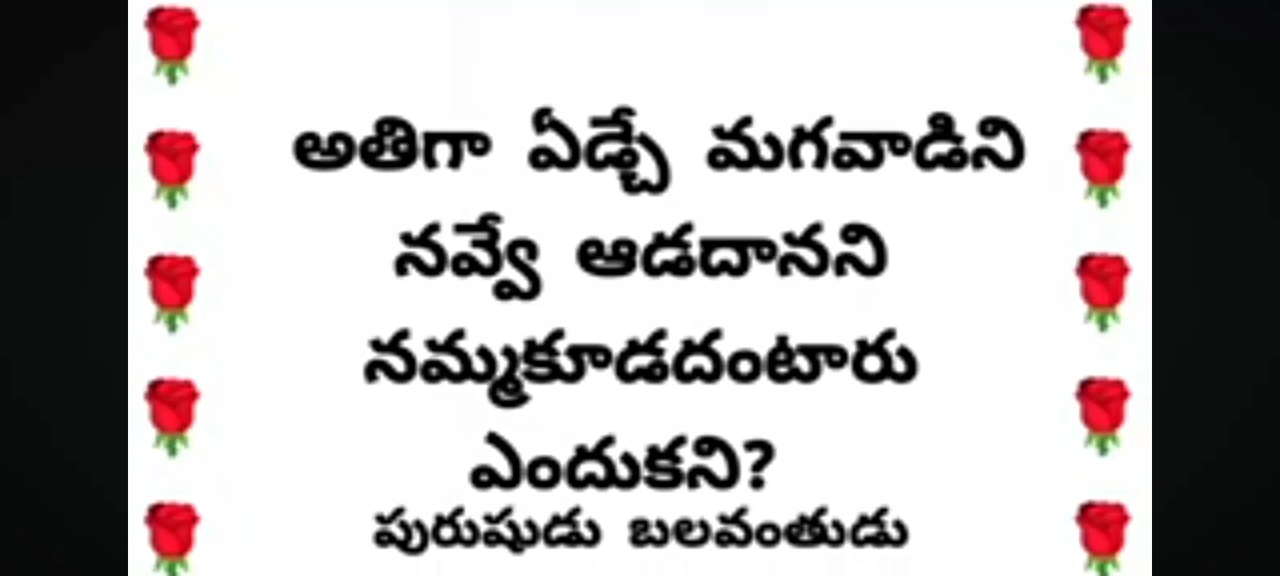 అతిగా ఏడ్చే మగవాడిని
నవ్వే ఆడదానని
నమ్మకూడదంటారు
ఎందుకని?
పురుషుడు బలవంతుడు